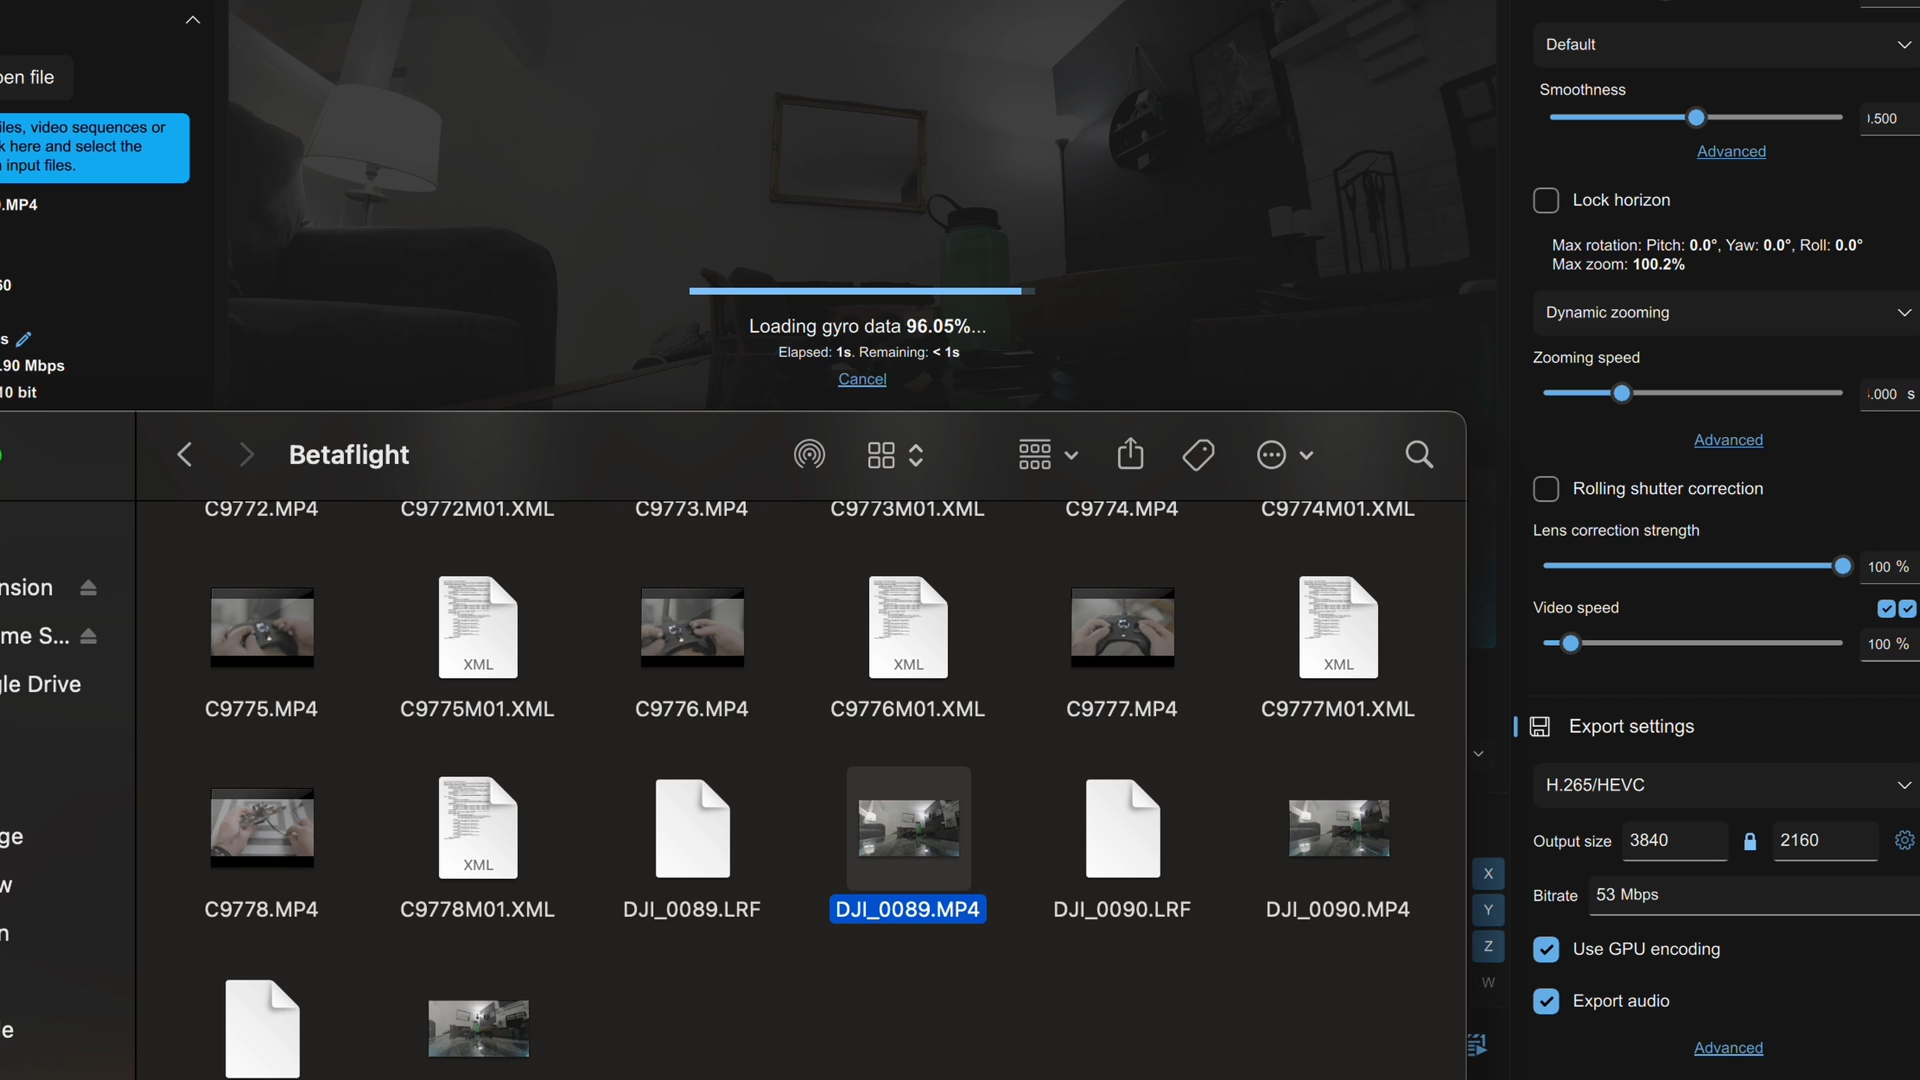 en file
iles, video sequences or
k here and select the
input files.
.MP4
60
s
.90 Mbps
10 bit
Loading gyro data 96.05%...
Elapsed: 1s. Remaining: < 1s
Cancel
Default
Smoothness
.500
Advanced
Lock horizon
Max rotation: Pitch: 0.0°, Yaw: 0.0°, Roll: 0.0°
Max zoom: 100.2%
Dynamic zooming
Zooming speed
.000 s
Advanced
Rolling shutter correction
Lens correction strength
100 %
Video speed
100 %
Export settings
H.265/HEVC
Output size 3840 2160
Bitrate 53 Mbps
Use GPU encoding
Export audio
Advanced
X
Y
Z
W
nsion
me S...
le Drive
ge
w
n
e
Betaflight
C9772.MP4 C9772M01.XML C9773.MP4 C9773M01.XML C9774.MP4 C9774M01.XML
XML XML XML
C9775.MP4 C9775M01.XML C9776.MP4 C9776M01.XML C9777.MP4 C9777M01.XML
XML
C9778.MP4 C9778M01.XML DJI_0089.LRF DJI_0089.MP4 DJI_0090.LRF DJI_0090.MP4